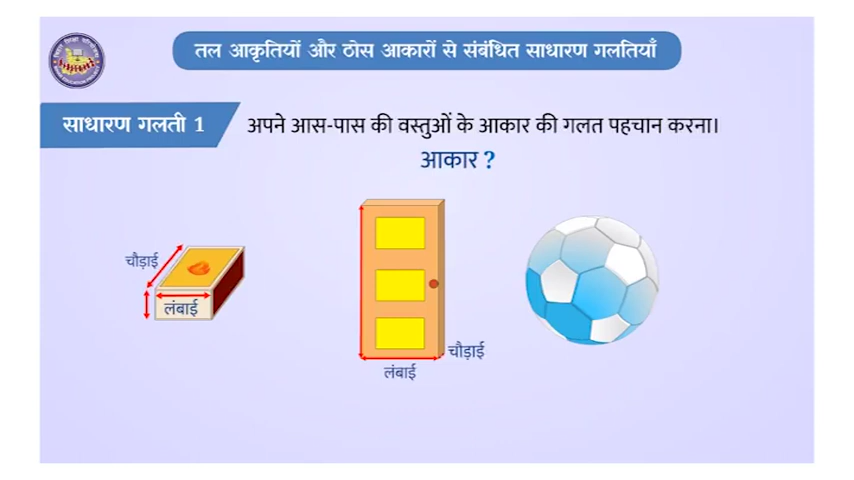 तल आकृतियों और ठोस आकारों से संबंधित साधारण गलतियाँ
साधारण गलती 1
अपने आस-पास की वस्तुओं के आकार की गलत पहचान करना।
आकार ?
चौड़ाई
लंबाई
चौड़ाई
लंबाई